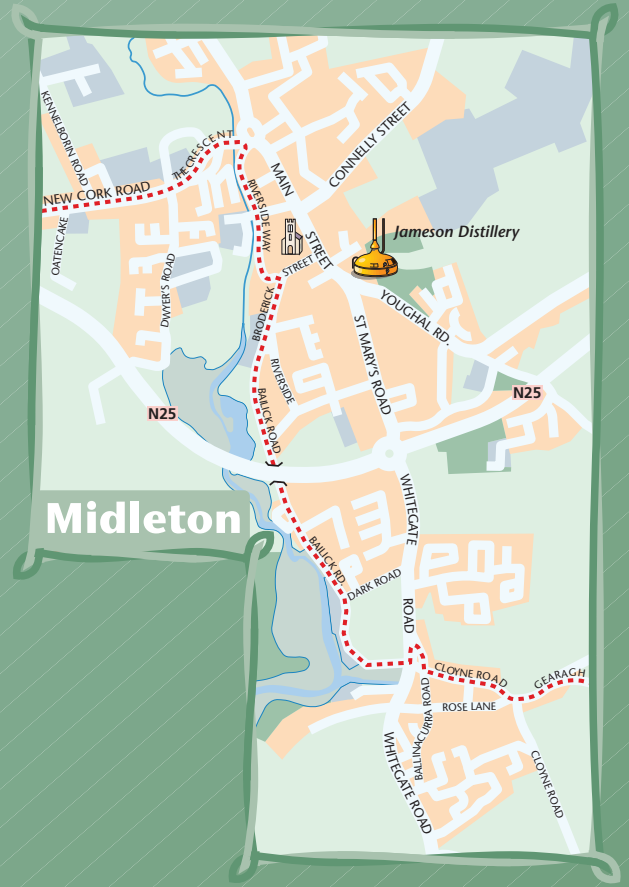 KENNELBORIN ROAD
NEW CORK ROAD
THE CRESCENT
OATENCAKE
DWYER'S ROAD
RIVERSIDE WAY
MAIN
STREET
CONNELLY STREET
Jameson Distillery
BRODERICK
STREET
YOUGHAL RD.
ST MARY'S ROAD
RIVERSIDE
BAILICK ROAD
N25
N25
Midleton
WHITEGATE
ROAD
BAILICK RD
DARK ROAD
CLOYNE ROAD
GEARAGH
ROSE LANE
BALLINACURRA ROAD
WHITEGATE ROAD
CLOYNE ROAD